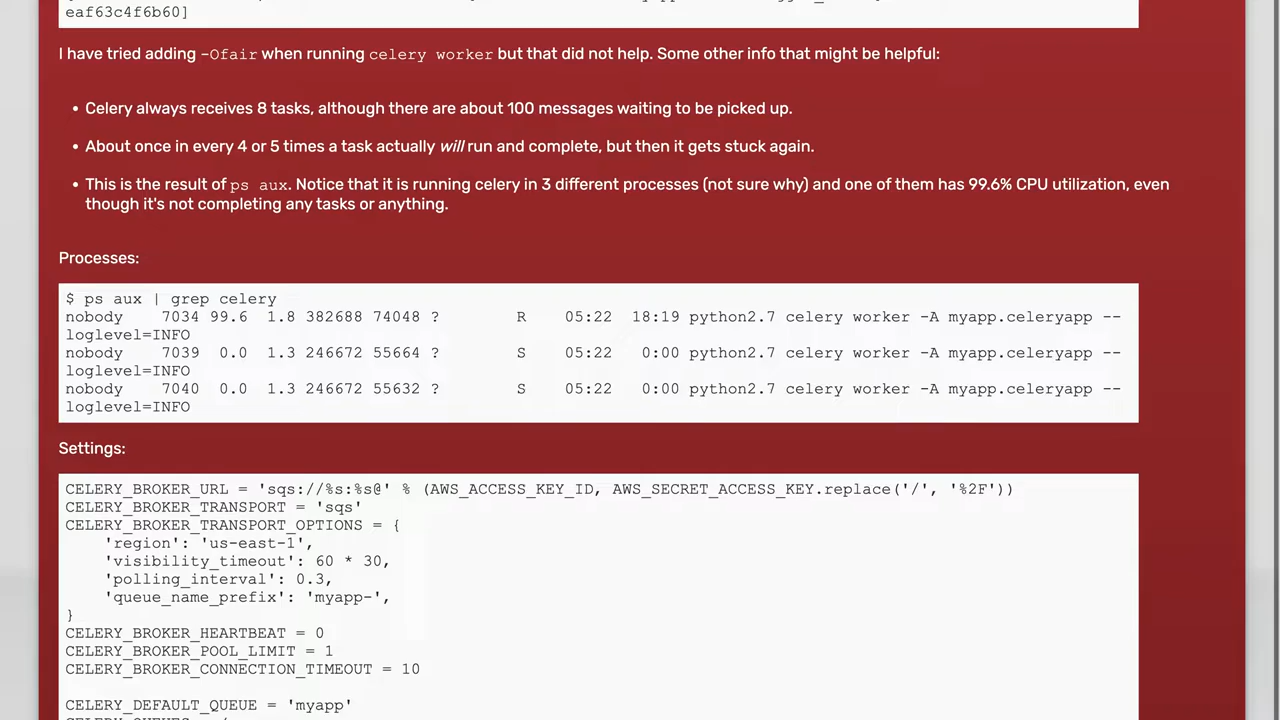 eaf63c4f6b60]
I have tried adding -Ofair when running celery worker but that did not help. Some other info that might be helpful:
• Celery always receives 8 tasks, although there are about 100 messages waiting to be picked up.
• About once in every 4 or 5 times a task actually will run and complete, but then it gets stuck again.
• This is the result of ps aux. Notice that it is running celery in 3 different processes (not sure why) and one of them has 99.6% CPU utilization, even
though it's not completing any tasks or anything.
Processes:
$ ps aux | grep celery
nobody    7034 99.6  1.8 382688 74048 ?        R    05:22  18:19 python2.7 celery worker -A myapp.celeryapp --
loglevel=INFO
nobody    7039  0.0  1.3 246672 55664 ?        S    05:22   0:00 python2.7 celery worker -A myapp.celeryapp --
loglevel=INFO
nobody    7040  0.0  1.3 246672 55632 ?        S    05:22   0:00 python2.7 celery worker -A myapp.celeryapp --
loglevel=INFO
Settings:
CELERY_BROKER_URL = 'sqs://%s:%s@' % (AWS_ACCESS_KEY_ID, AWS_SECRET_ACCESS_KEY.replace('/', '%2F'))
CELERY_BROKER_TRANSPORT = 'sqs'
CELERY_BROKER_TRANSPORT_OPTIONS = {
    'region': 'us-east-1',
    'visibility_timeout': 60 * 30,
    'polling_interval': 0.3,
    'queue_name_prefix': 'myapp-',
}
CELERY_BROKER_HEARTBEAT = 0
CELERY_BROKER_POOL_LIMIT = 1
CELERY_BROKER_CONNECTION_TIMEOUT = 10
CELERY_DEFAULT_QUEUE = 'myapp'